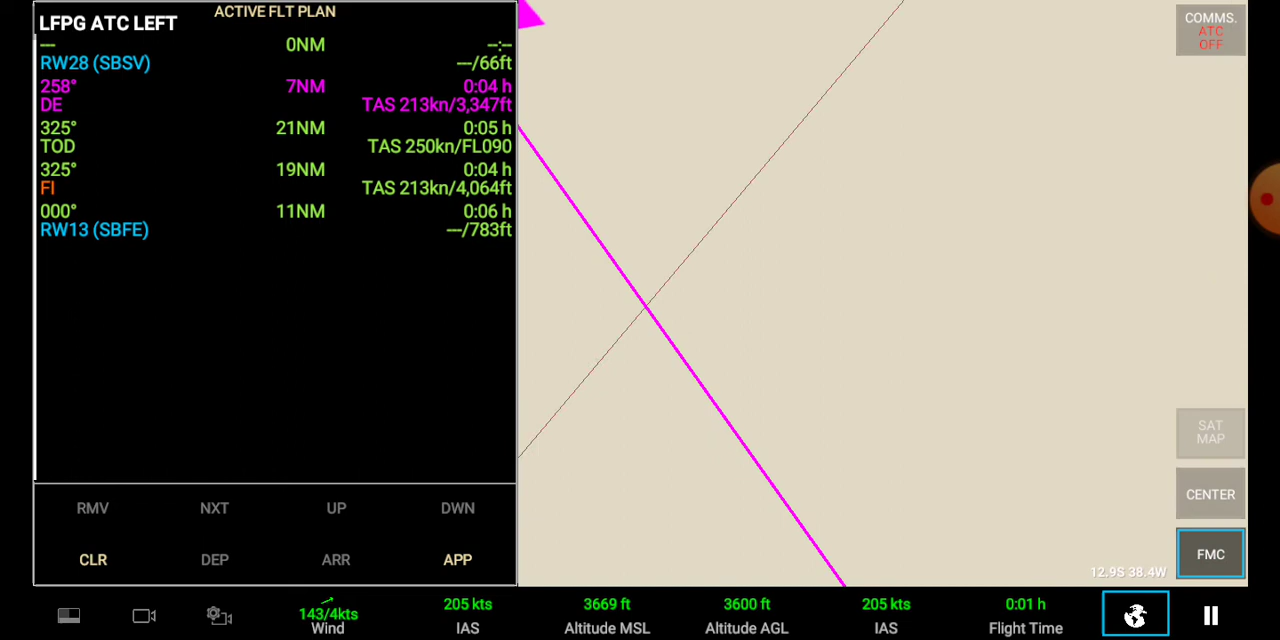 LFPG ATC LEFT
ACTIVE FLT PLAN
--- 0NM --:--
RW28 (SBSV) ---/66ft
258° 7NM 0:04 h
DE TAS 213kn/3,347ft
325° 21NM 0:05 h
TOD TAS 250kn/FL090
325° 19NM 0:04 h
FI TAS 213kn/4,064ft
000° 11NM 0:06 h
RW13 (SBFE) ---/783ft
RMV NXT UP DWN
CLR DEP ARR APP
COMMS.
ATC
OFF
SAT
MAP
CENTER
FMC
12.9S 38.4W
143/4kts
Wind
205 kts
IAS
3669 ft
Altitude MSL
3600 ft
Altitude AGL
205 kts
IAS
0:01 h
Flight Time